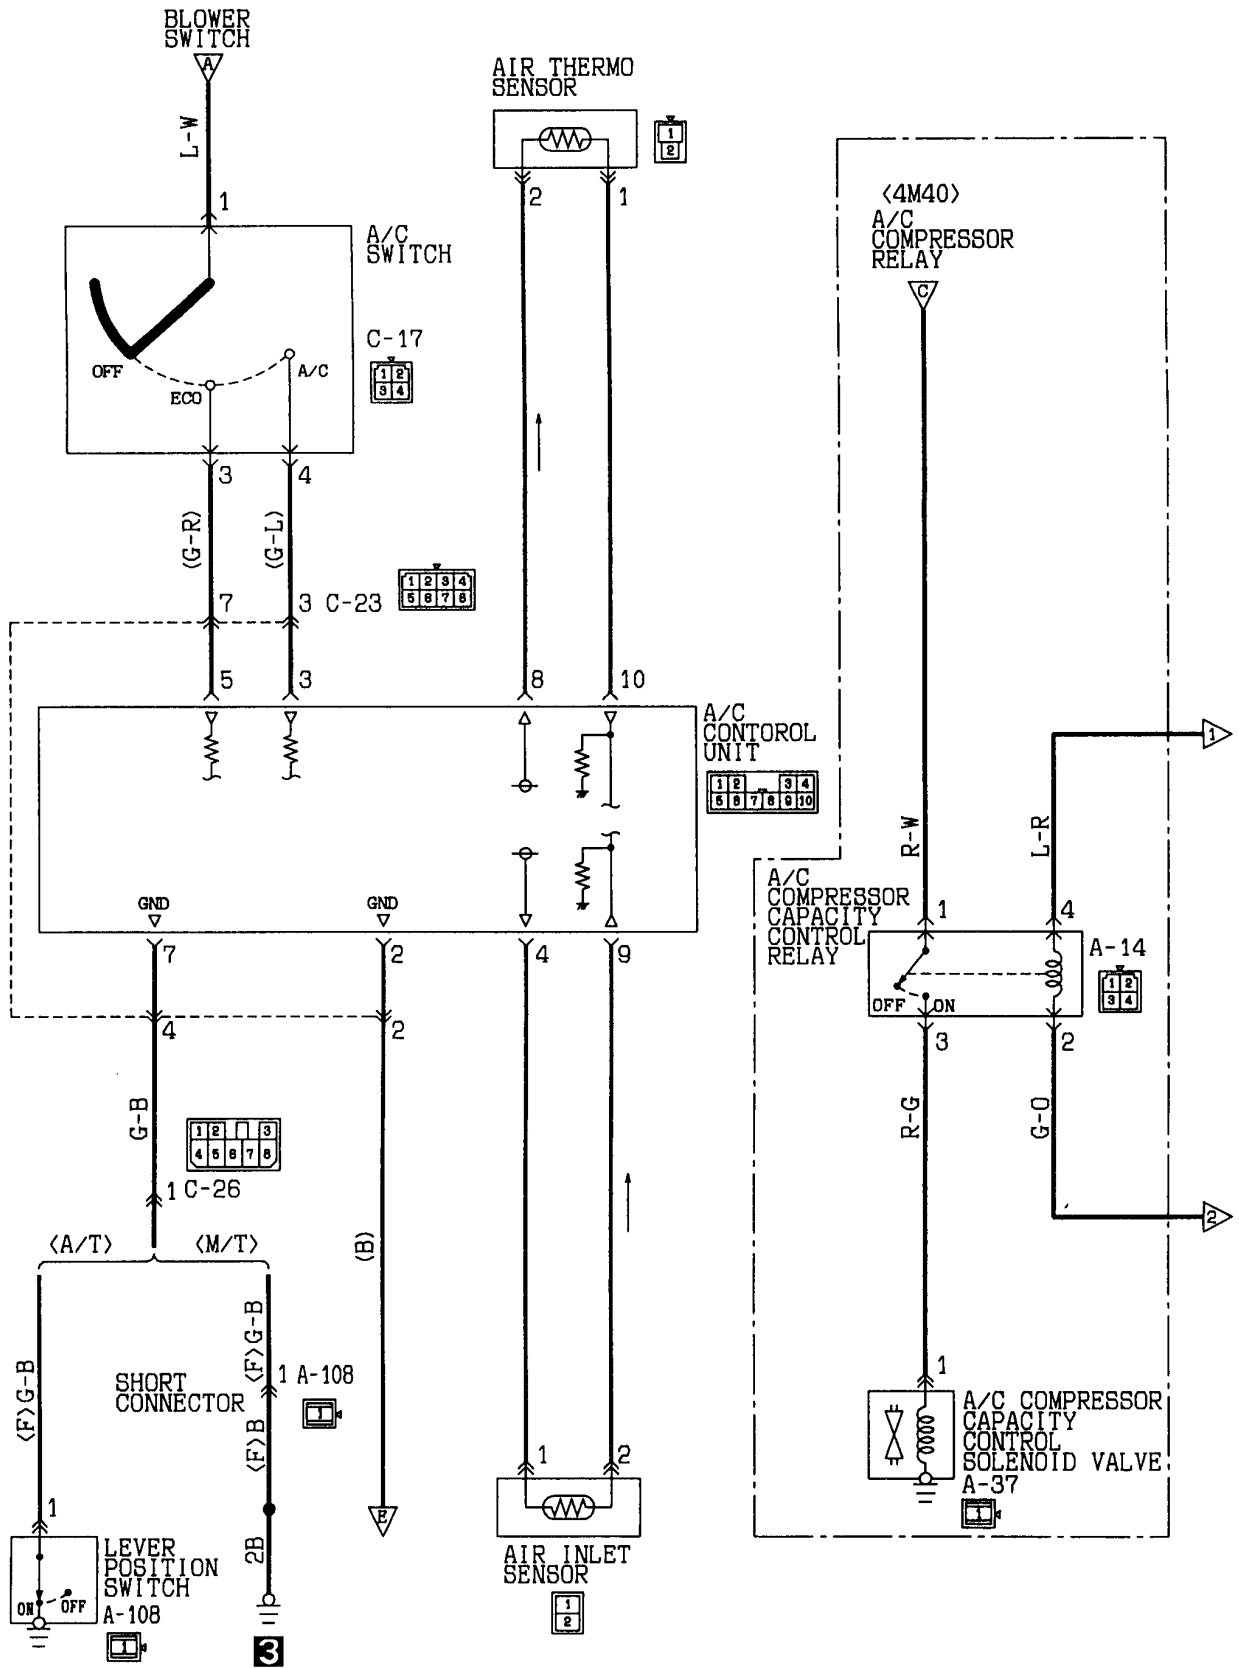 BLOWER
SWITCH
A
L-W
1
A/C
SWITCH
OFF
ECO
A/C
C-17
1 2
3 4
3
4
(G-R)
(G-L)
7
3 C-23
1 2 3 4
5 6 7 8
5
3
AIR THERMO
SENSOR
1
2
2
1
8
10
A/C
CONTOROL
UNIT
1 2 3 4
5 6 7 8 9 10
GND
GND
7
2
4
9
4
2
G-B
1 2 3
4 5 6 7 8
1 C-26
<A/T>
<M/T>
(B)
<F>G-B
<F>G-B
SHORT
CONNECTOR
1 A-108
1
<F>B
1
2B
E
LEVER
POSITION
SWITCH
ON
OFF
A-108
1
3
1
2
AIR INLET
SENSOR
1
2
<4M40>
A/C
COMPRESSOR
RELAY
C
R-W
L-R
1
A/C
COMPRESSOR
CAPACITY
CONTROL
RELAY
1
4
OFF
ON
A-14
1 2
3 4
3
2
R-G
G-O
2
1
A/C COMPRESSOR
CAPACITY
CONTROL
SOLENOID VALVE
A-37
1